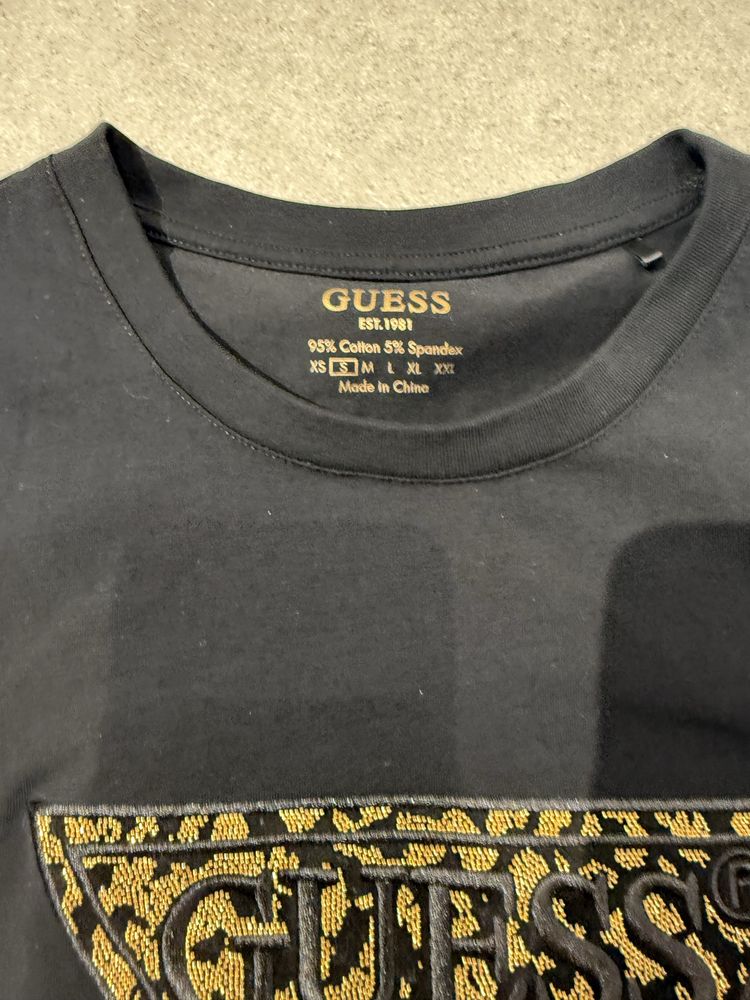 GUESS
EST.1981
95% Cotton 5% Spandex
XS S M L XL XXL
Made in China
GUESS®